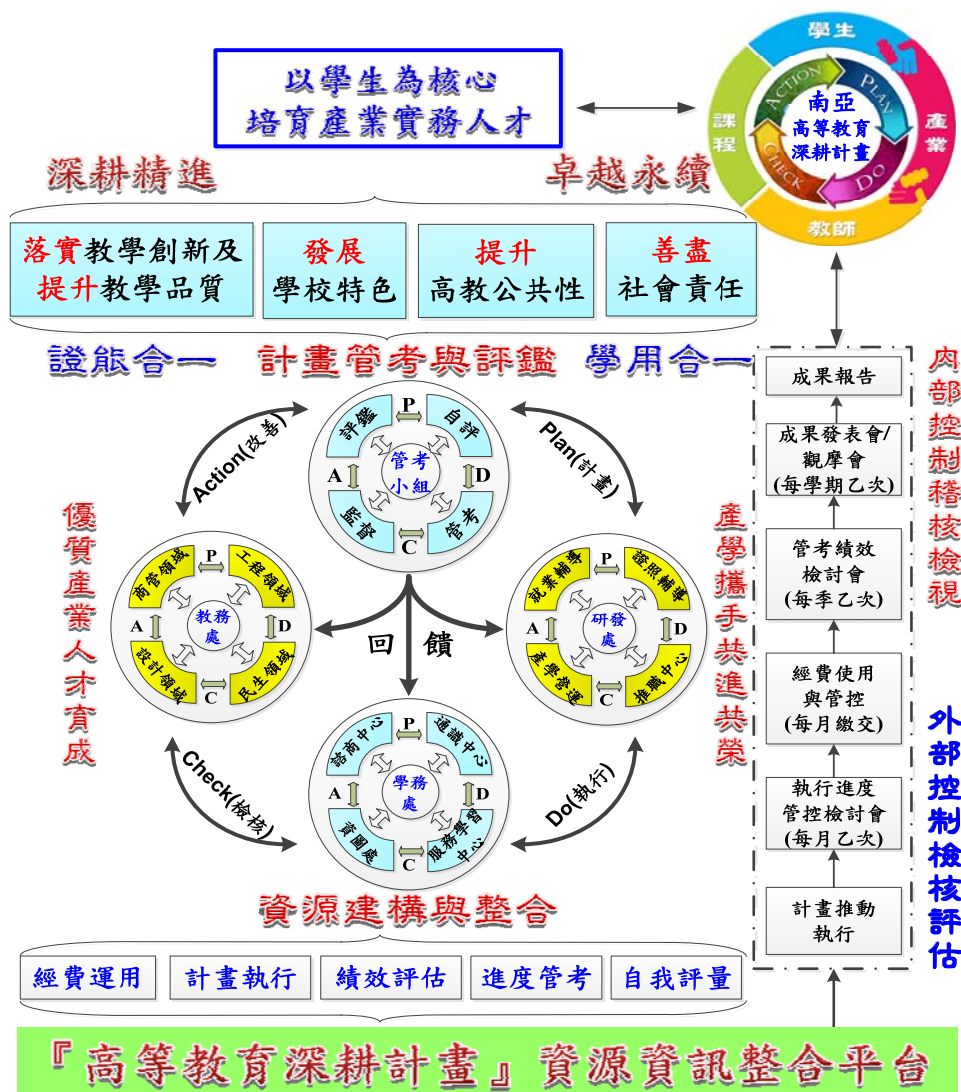 以學生為核心
培育產業實務人才
學生
課程
產業
教師
ACTION
PLAN
CHECK
DO
南亞
高等教育
深耕計畫
深耕精進
卓越永續
落實教學創新及
提升教學品質
發展
學校特色
提升
高教公共性
善盡
社會責任
證能合一
計畫管考與評鑑
學用合一
Action(改善)
Plan(計畫)
評鑑
P
自評
A
管考
小組
D
監督
C
管考
優質產業人才育成
產學攜手共進共榮
商管領域
P
工程領域
A
教務
處
D
設計領域
C
民生領域
回饋
就業輔導
P
證照輔導
A
研發
處
D
產學營運
C
推職中心
諮商中心
P
通識中心
A
學務
處
D
資圖處
C
服務學習
中心
Check(檢核)
Do(執行)
資源建構與整合
經費運用
計畫執行
績效評估
進度管考
自我評量
成果報告
成果發表會/
觀摩會
(每學期乙次)
管考績效
檢討會
(每季乙次)
經費使用
與管控
(每月繳交)
執行進度
管控檢討會
(每月乙次)
計畫推動
執行
內部控制稽核檢視
外部控制檢核評估
『高等教育深耕計畫』資源資訊整合平台